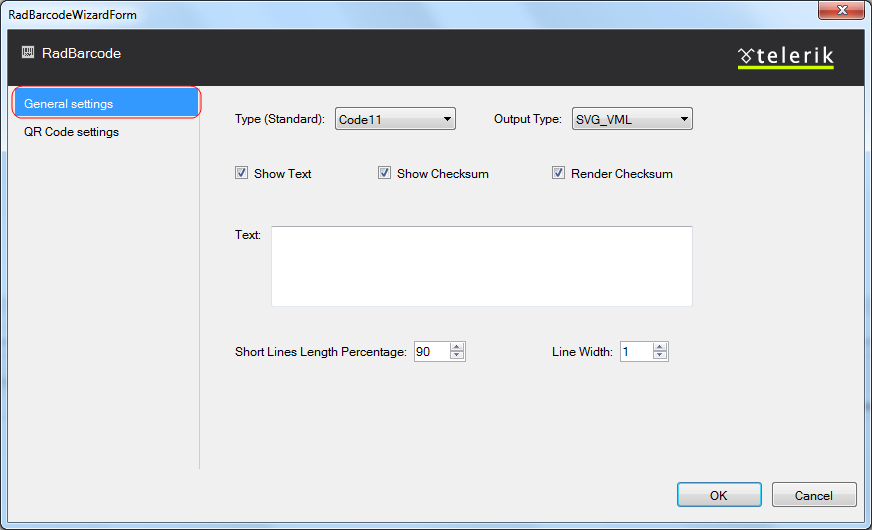 RadBarcodeWizardForm
RadBarcode
telerik
General settings
QR Code settings
Type (Standard): Code11 Output Type: SVG_VML
Show Text Show Checksum Render Checksum
Text:
Short Lines Length Percentage: 90 Line Width: 1
OK Cancel